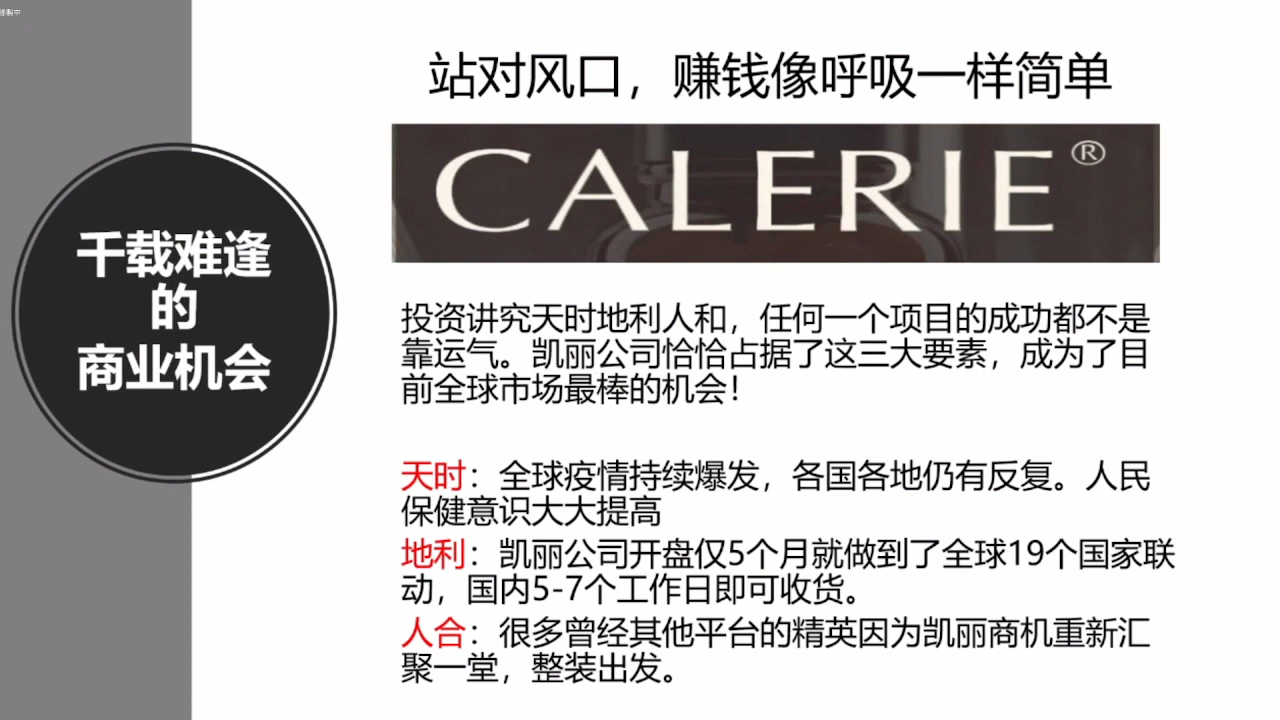 錄製中
站对风口，赚钱像呼吸一样简单
CALERIE®
千载难逢
的
商业机会
投资讲究天时地利人和，任何一个项目的成功都不是
靠运气。凯丽公司恰恰占据了这三大要素，成为了目
前全球市场最棒的机会！
天时：全球疫情持续爆发，各国各地仍有反复。人民
保健意识大大提高
地利：凯丽公司开盘仅5个月就做到了全球19个国家联
动，国内5-7个工作日即可收货。
人合：很多曾经其他平台的精英因为凯丽商机重新汇
聚一堂，整装出发。